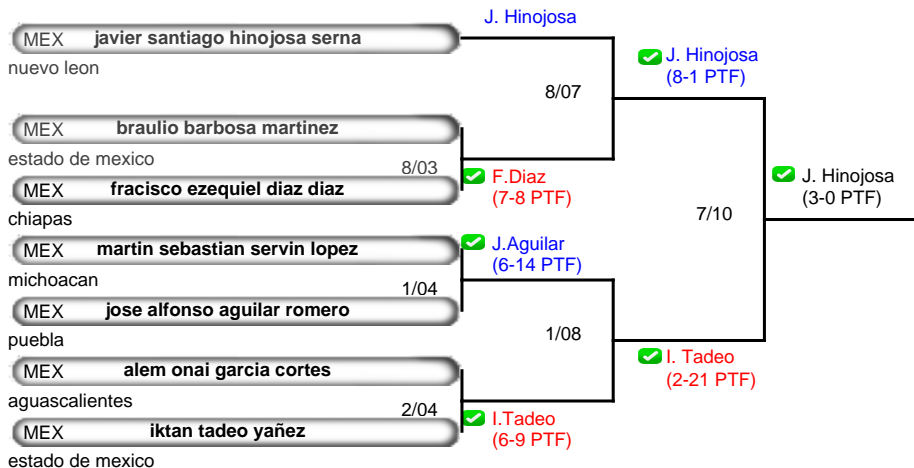 J. Hinojosa
MEX javier santiago hinojosa serna
nuevo leon
J. Hinojosa
(8-1 PTF)
8/07
MEX braulio barbosa martinez
estado de mexico
8/03
MEX fracisco ezequiel diaz diaz
F.Diaz
(7-8 PTF)
chiapas
J. Hinojosa
(3-0 PTF)
7/10
MEX martin sebastian servin lopez
J.Aguilar
(6-14 PTF)
michoacan
1/04
MEX jose alfonso aguilar romero
puebla
1/08
MEX alem onai garcia cortes
I. Tadeo
(2-21 PTF)
aguascalientes
2/04
MEX iktan tadeo yañez
I.Tadeo
(6-9 PTF)
estado de mexico